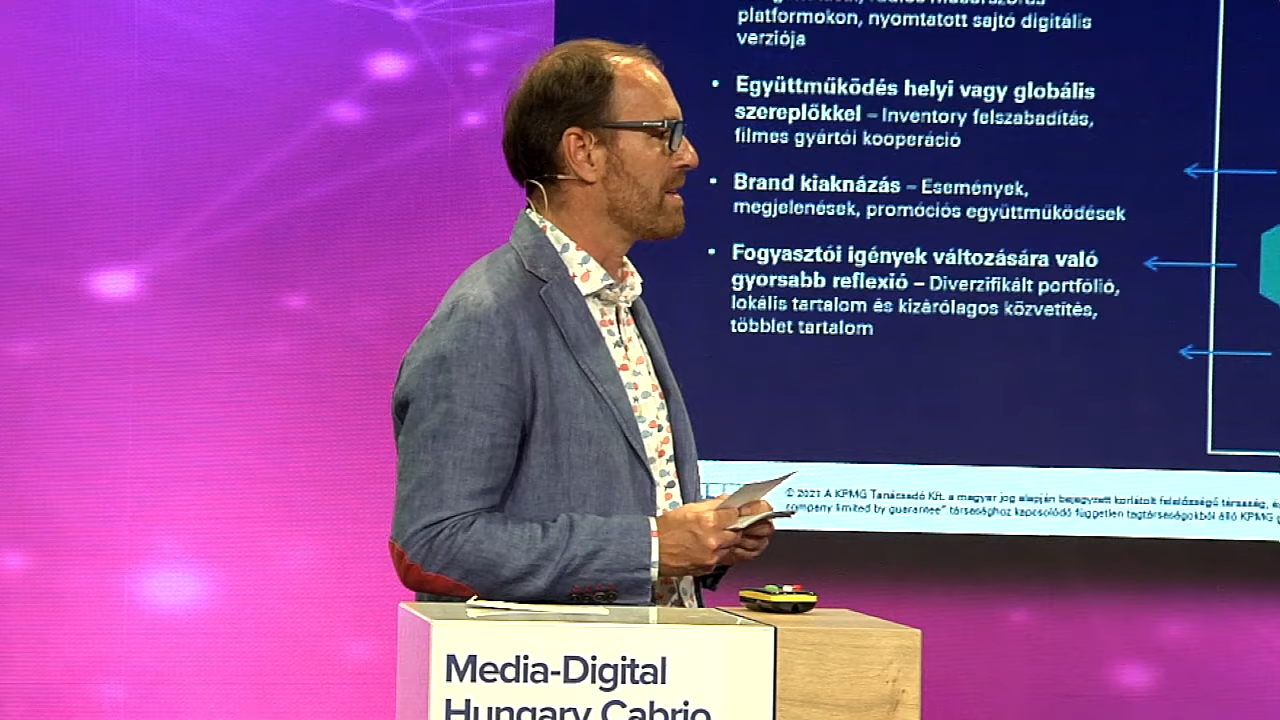 platformokon, nyomtatott sajtó digitális
verziója
• Együttműködés helyi vagy globális
szereplőkkel – Inventory felszabadítás,
filmes gyártói kooperáció
• Brand kiaknázás – Események,
megjelenések, promóciós együttműködések
• Fogyasztói igények változására való
gyorsabb reflexió – Diverzifikált portfólió,
lokális tartalom és kizárólagos közvetítés,
többlet tartalom
© 2021 A KPMG Tanácsadó Kft. a magyar jog alapján bejegyzett korlátolt felelősségű társaság,
company limited by guarantee” társasághoz kapcsolódó független tagtársaságokból álló KPMG
Media-Digital
Hungary Cabrio